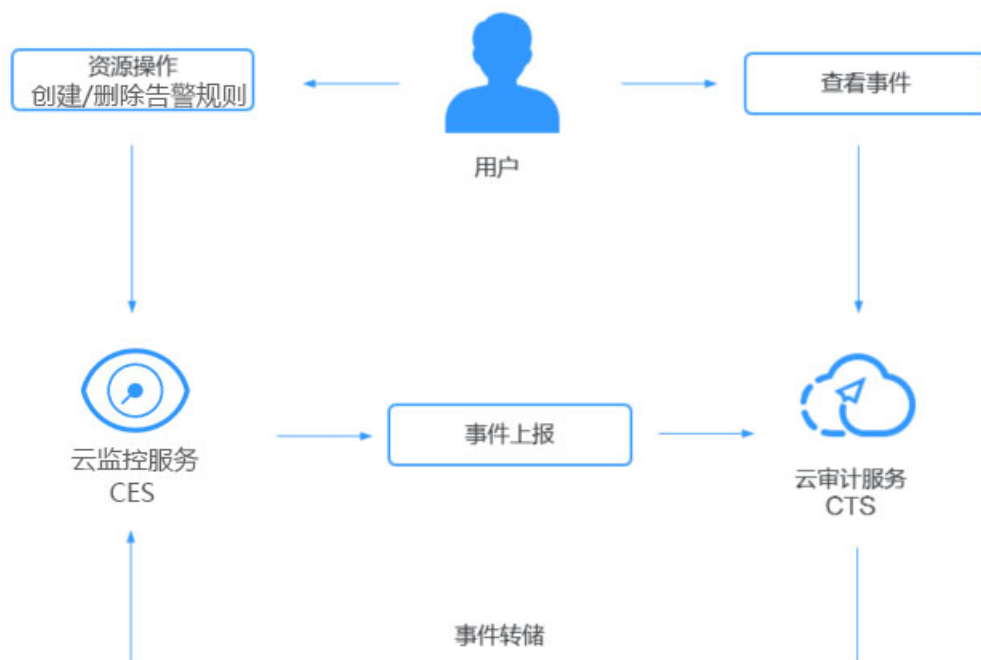 资源操作
创建/删除告警规则
用户
查看事件
云监控服务
CES
事件上报
云审计服务
CTS
事件转储